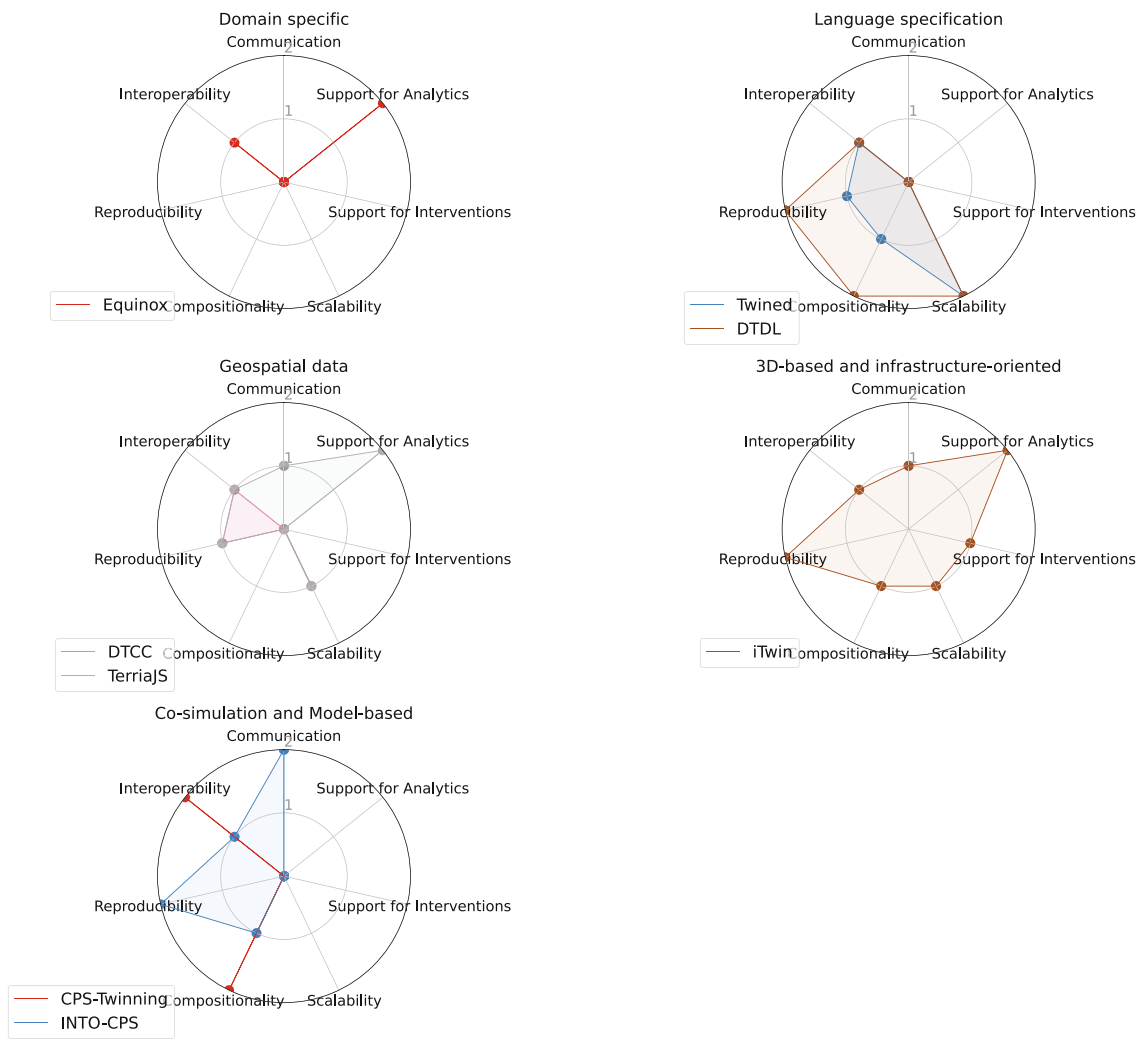 Domain specific
Communication
2
Interoperability
Support for Analytics
1
Reproducibility
Support for Interventions
Compositionality
Scalability
Equinox
Language specification
Communication
2
Interoperability
Support for Analytics
1
Reproducibility
Support for Interventions
Compositionality
Scalability
Twined
DTDL
Geospatial data
Communication
2
Interoperability
Support for Analytics
1
Reproducibility
Support for Interventions
Compositionality
Scalability
DTCC
TerriaJS
3D-based and infrastructure-oriented
Communication
2
Interoperability
Support for Analytics
1
Reproducibility
Support for Interventions
Compositionality
Scalability
iTwin
Co-simulation and Model-based
Communication
2
Interoperability
Support for Analytics
1
Reproducibility
Support for Interventions
Compositionality
Scalability
CPS-Twinning
INTO-CPS